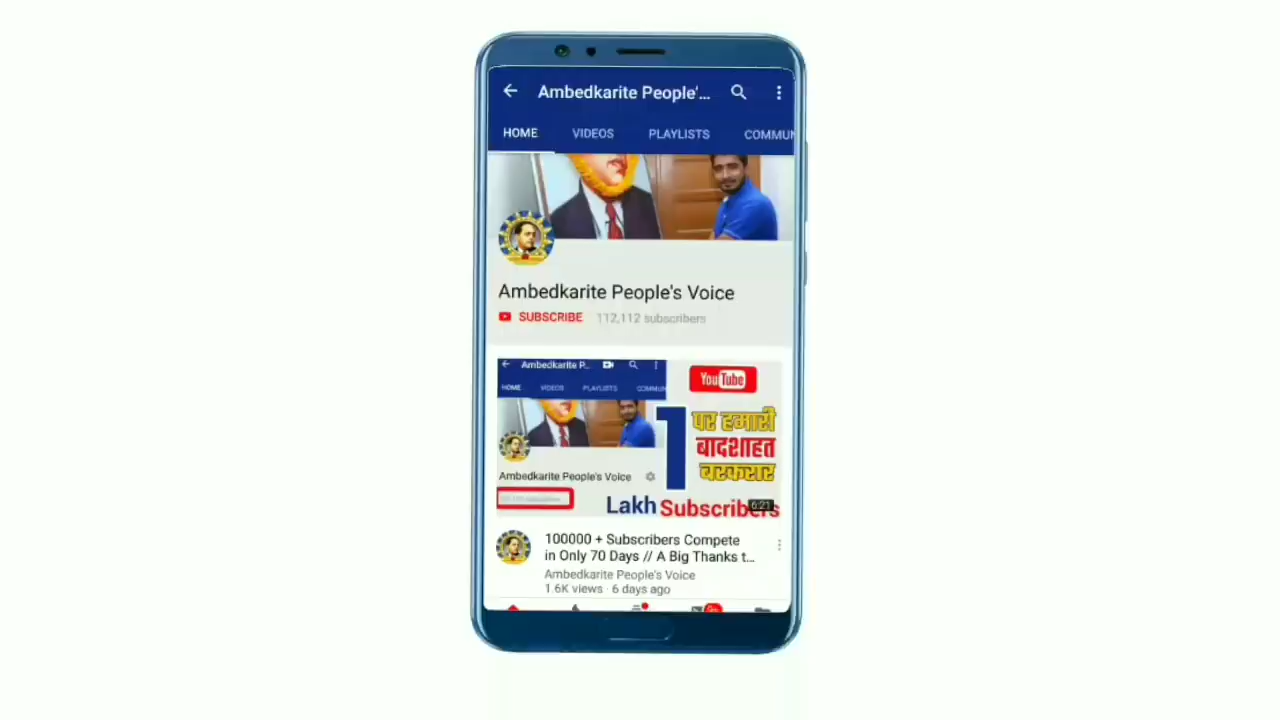 Ambedkarite People'...
HOME VIDEOS PLAYLISTS COMMUN
Ambedkarite People's Voice
SUBSCRIBE 112,112 subscribers
Ambedkarite P...
HOME VIDEOS PLAYLISTS COMMUN
YouTube
1 पर हमारी
बादशाहत
बरकरार
Ambedkarite People's Voice
Lakh Subscribers
6:21
100000 + Subscribers Compete
in Only 70 Days // A Big Thanks t...
Ambedkarite People's Voice
1.6K views · 6 days ago